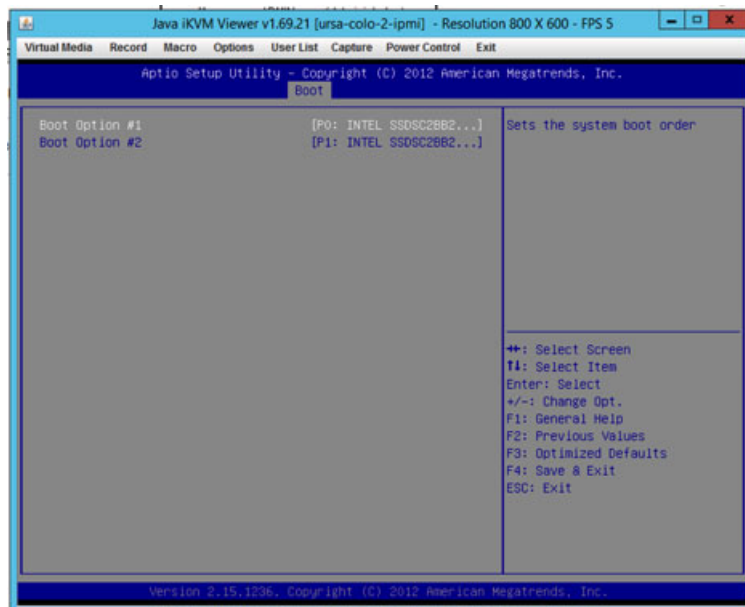 Java iKVM Viewer v1.69.21 [ursa-colo-2-ipmi] - Resolution 800 X 600 - FPS 5
Virtual Media Record Macro Options User List Capture Power Control Exit
Aptio Setup Utility - Copyright (C) 2012 American Megatrends, Inc.
Boot
Boot Option #1 [P0: INTEL SSDSC2BB2...]
Boot Option #2 [P1: INTEL SSDSC2BB2...]
Sets the system boot order
→←: Select Screen
↑↓: Select Item
Enter: Select
+/-: Change Opt.
F1: General Help
F2: Previous Values
F3: Optimized Defaults
F4: Save & Exit
ESC: Exit
Version 2.15.1236. Copyright (C) 2012 American Megatrends, Inc.